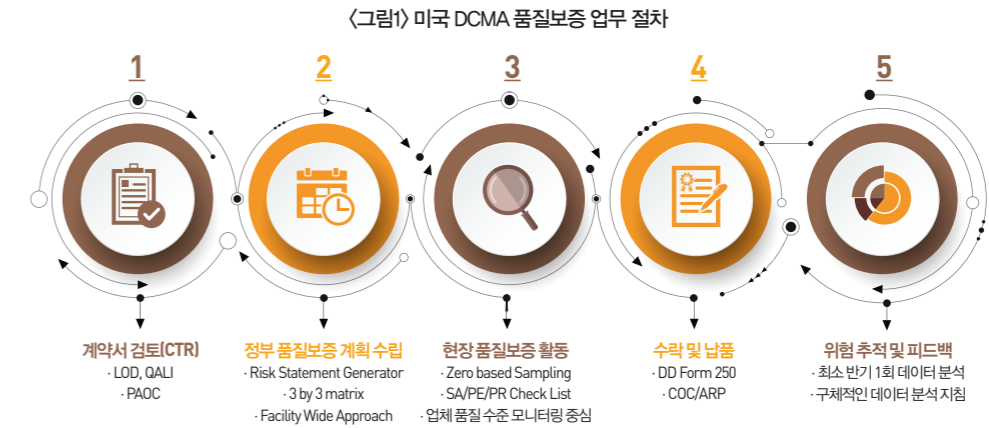 <그림1> 미국 DCMA 품질보증 업무 절차
1
계약서 검토(CTR)
· LOD, QALI
· PAOC
2
정부 품질보증 계획 수립
· Risk Statement Generator
· 3 by 3 matrix
· Facility Wide Approach
3
현장 품질보증 활동
· Zero based Sampling
· SA/PE/PR Check List
· 업체 품질 수준 모니터링 중심
4
수락 및 납품
· DD Form 250
· COC/ARP
5
위험 추적 및 피드백
· 최소 반기 1회 데이터 분석
· 구체적인 데이터 분석 지침